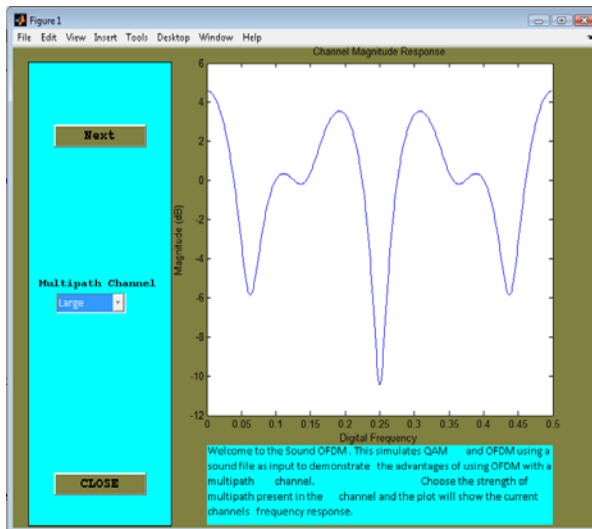 Figure 1
File Edit View Insert Tools Desktop Window Help
Channel Magnitude Response
Next
Multipath Channel
Large
CLOSE
Magnitude (dB)
6
4
2
0
-2
-4
-6
-8
-10
-12
0 0.05 0.1 0.15 0.2 0.25 0.3 0.35 0.4 0.45 0.5
Digital Frequency
Welcome to the Sound OFDM. This simulates QAM and OFDM using a
sound file as input to demonstrate the advantages of using OFDM with a
multipath channel. Choose the strength of
multipath present in the channel and the plot will show the current
channels frequency response.